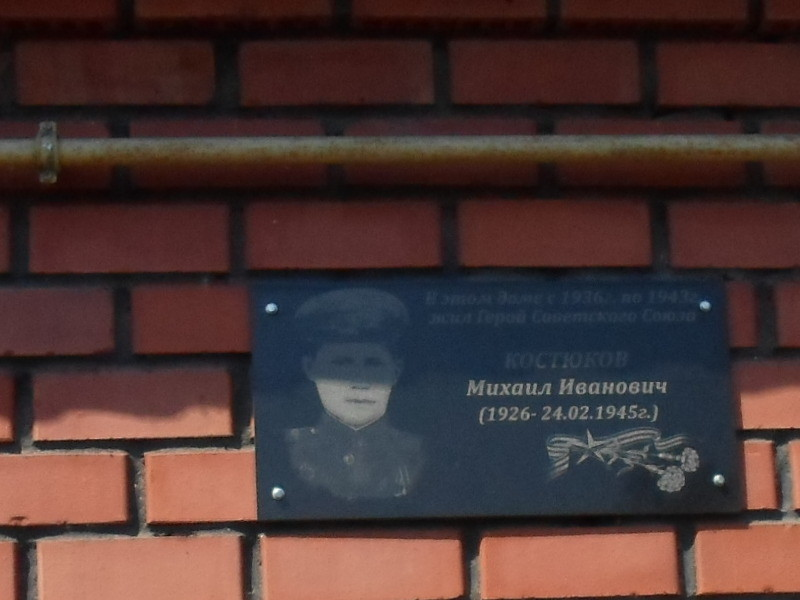 В этом доме с 1936г. по 1943г.
жил Герой Советского Союза
КОСТЮКОВ
Михаил Иванович
(1926- 24.02.1945г.)